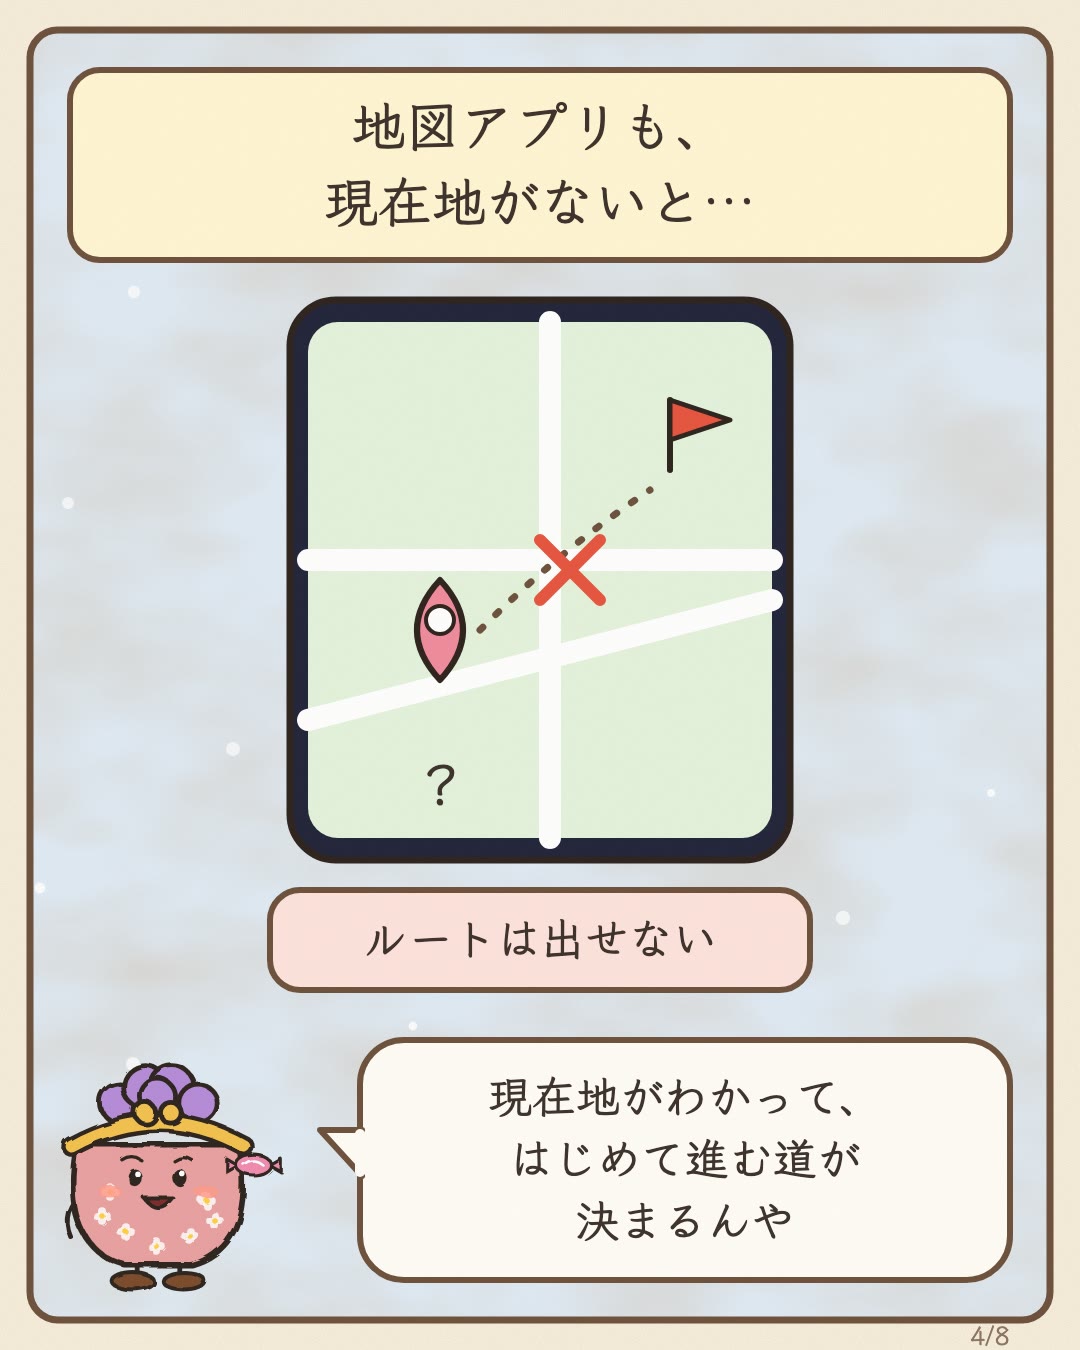 地図アプリも、
現在地がないと…
?
ルートは出せない
現在地がわかって、
はじめて進む道が
決まるんや
4/8